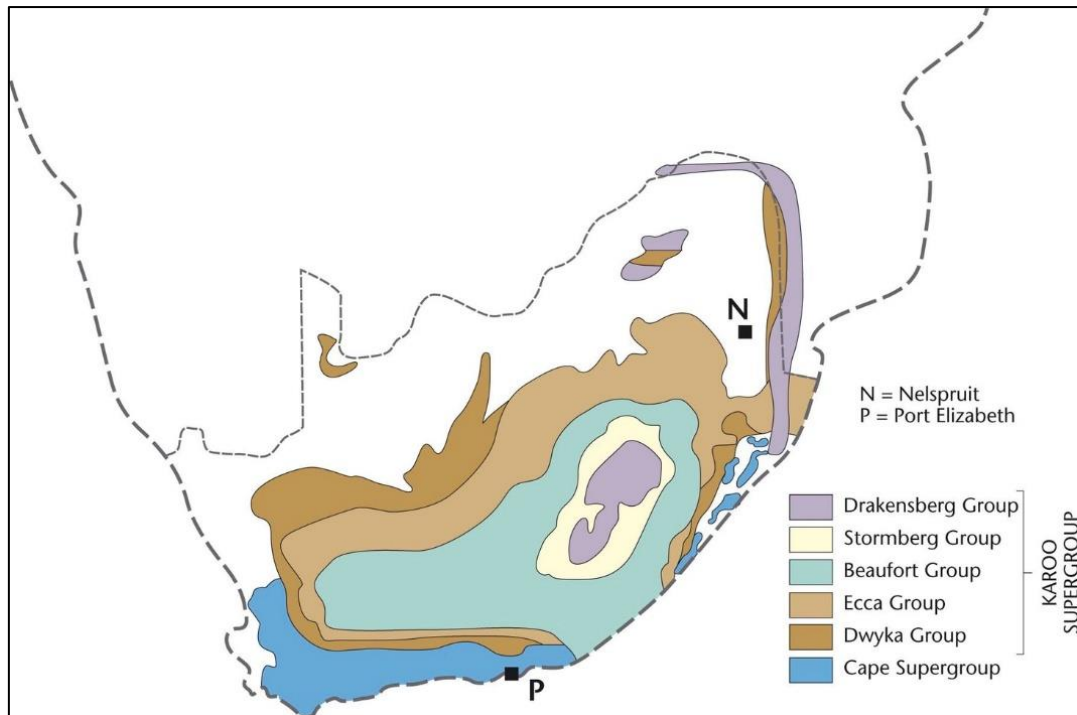 N
N = Nelspruit
P = Port Elizabeth
Drakensberg Group
Stormberg Group
Beaufort Group
Ecca Group
Dwyka Group
Cape Supergroup
KAROO
SUPERGROUP
P